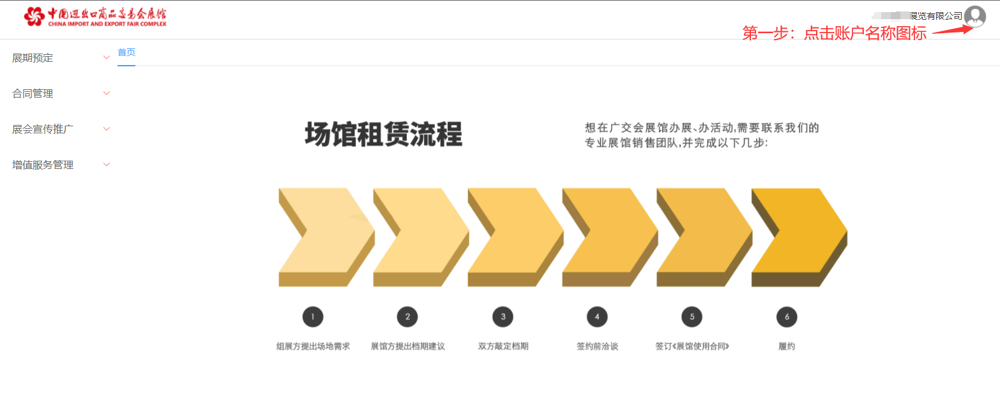 中国进出口商品交易会展馆
CHINA IMPORT AND EXPORT FAIR COMPLEX
展览有限公司
第一步：点击账户名称图标
展期预定
首页
合同管理
展会宣传推广
增值服务管理
场馆租赁流程
想在广交会展馆办展、办活动,需要联系我们的
专业展馆销售团队,并完成以下几步:
1
2
3
4
5
6
组展方提出场地需求
展馆方提出档期建议
双方敲定档期
签约前洽谈
签订《展馆使用合同》
履约